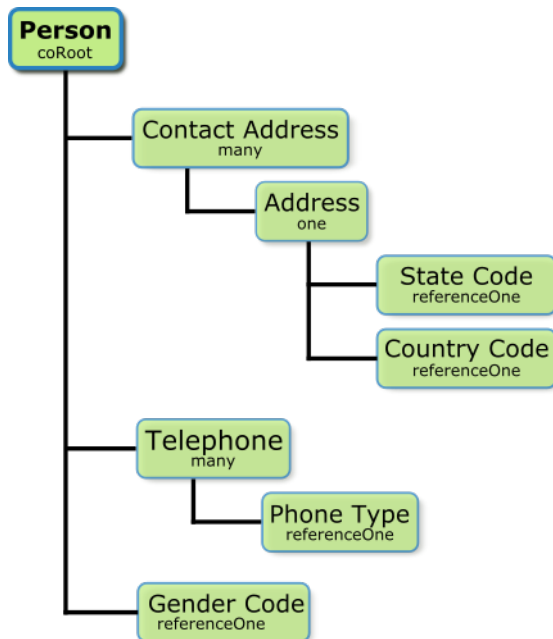 Person
coRoot
Contact Address
many
Address
one
State Code
referenceOne
Country Code
referenceOne
Telephone
many
Phone Type
referenceOne
Gender Code
referenceOne